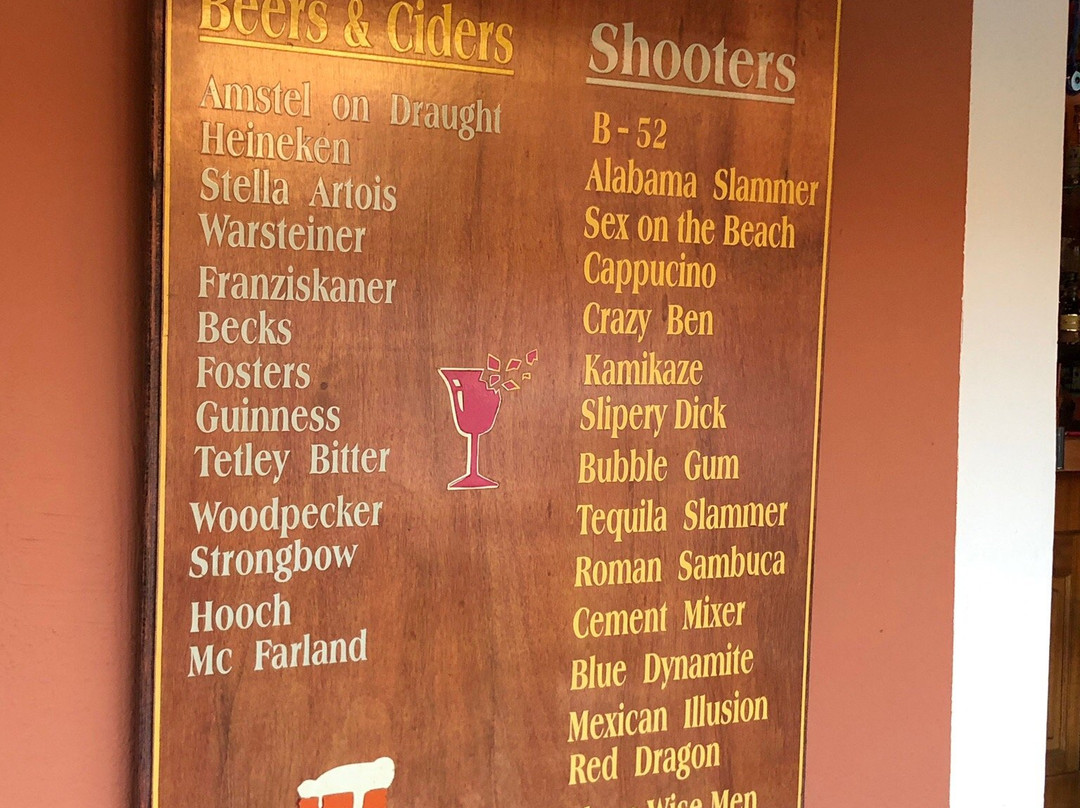 Beers & Ciders
Amstel on Draught
Heineken
Stella Artois
Warsteiner
Franziskaner
Becks
Fosters
Guinness
Tetley Bitter
Woodpecker
Strongbow
Hooch
Mc Farland
Shooters
B - 52
Alabama Slammer
Sex on the Beach
Cappucino
Crazy Ben
Kamikaze
Slipery Dick
Bubble Gum
Tequila Slammer
Roman Sambuca
Cement Mixer
Blue Dynamite
Mexican Illusion
Red Dragon
Wise Men